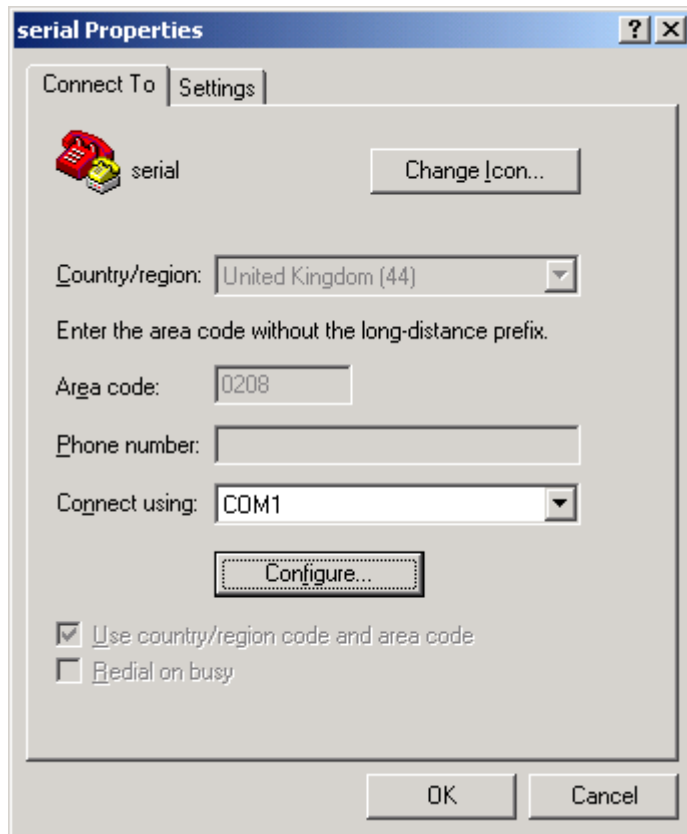 serial Properties
Connect To Settings
serial Change Icon...
Country/region: United Kingdom (44)
Enter the area code without the long-distance prefix.
Area code: 0208
Phone number:
Connect using: COM1
Configure...
Use country/region code and area code
Redial on busy
OK Cancel